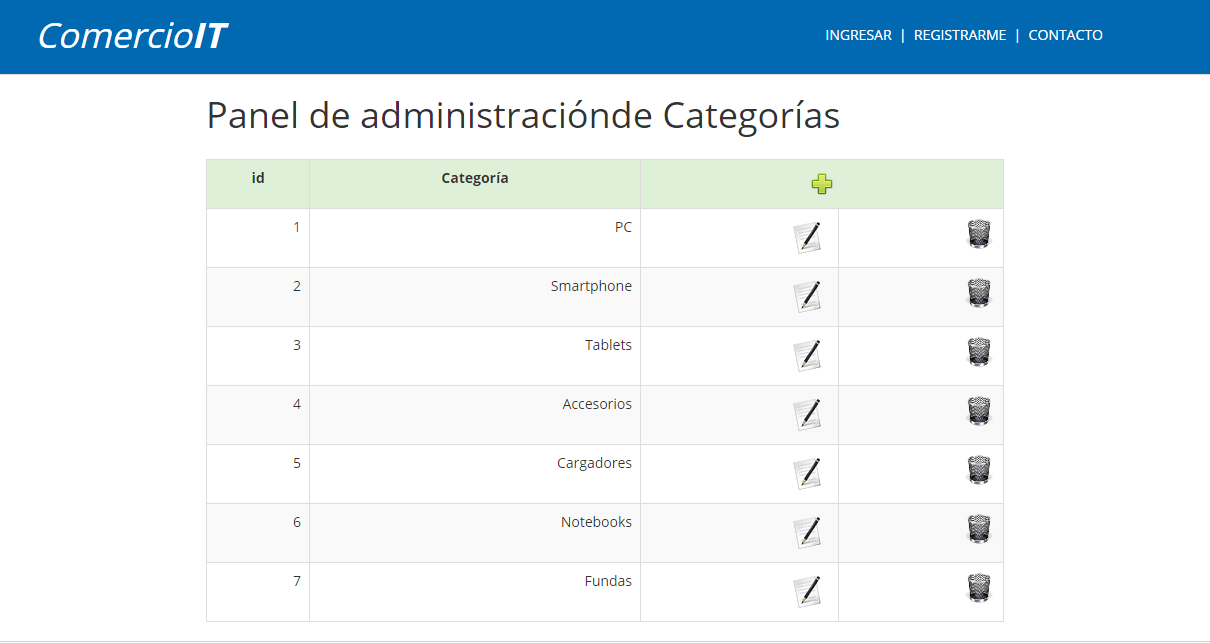 ComercioIT
INGRESAR | REGISTRARME | CONTACTO
Panel de administraciónde Categorías
id Categoría
1 PC
2 Smartphone
3 Tablets
4 Accesorios
5 Cargadores
6 Notebooks
7 Fundas